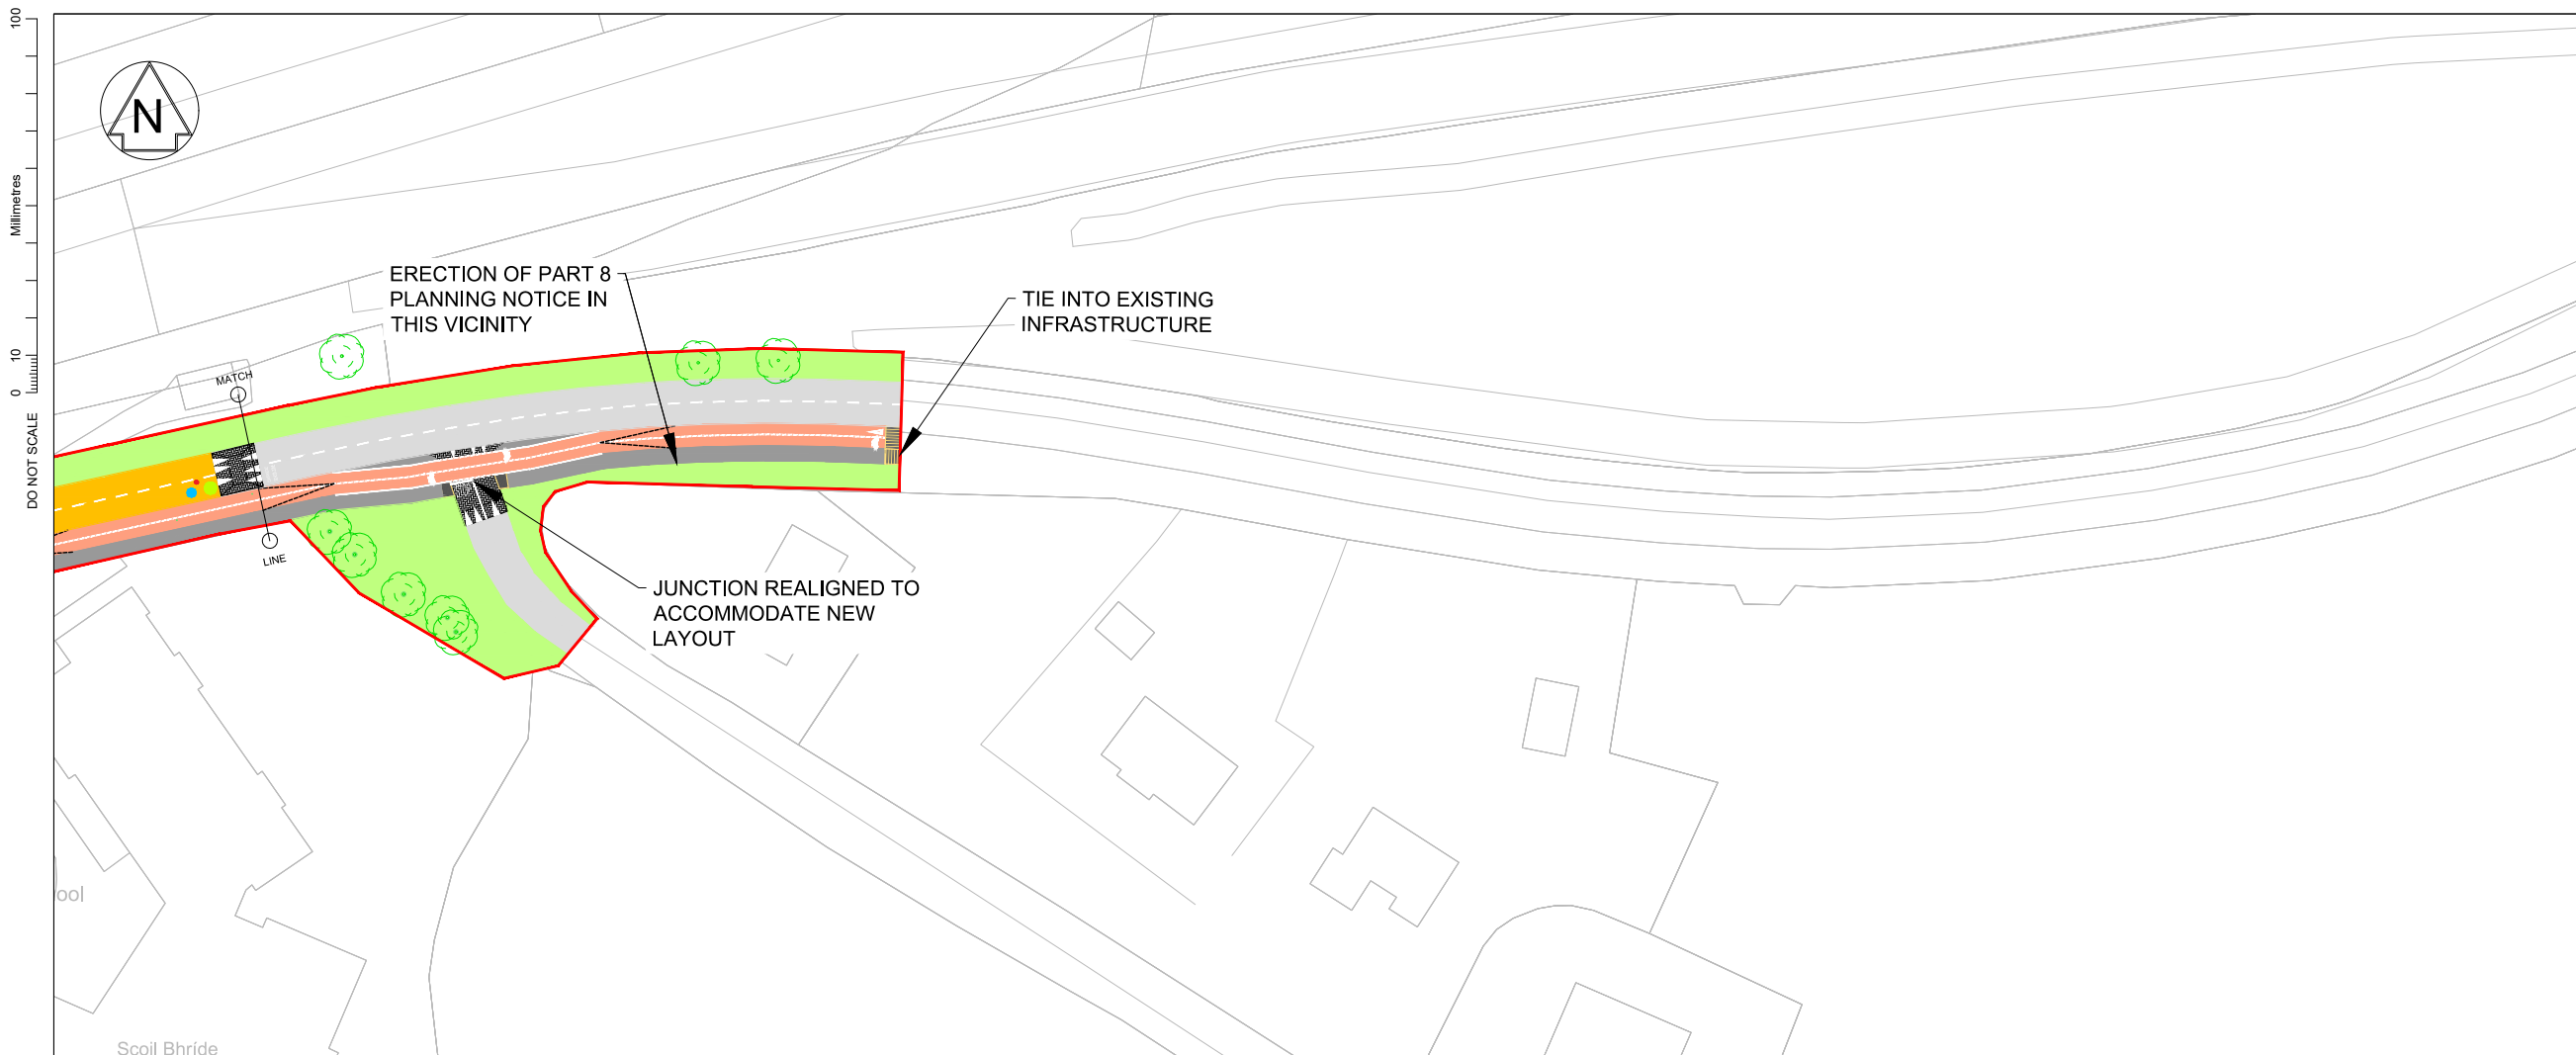 100
Millimetres
10
0
DO NOT SCALE
N
ERECTION OF PART 8
PLANNING NOTICE IN
THIS VICINITY
TIE INTO EXISTING
INFRASTRUCTURE
MATCH
LINE
JUNCTION REALIGNED TO
ACCOMMODATE NEW
LAYOUT
ool
Scoil Bhríde